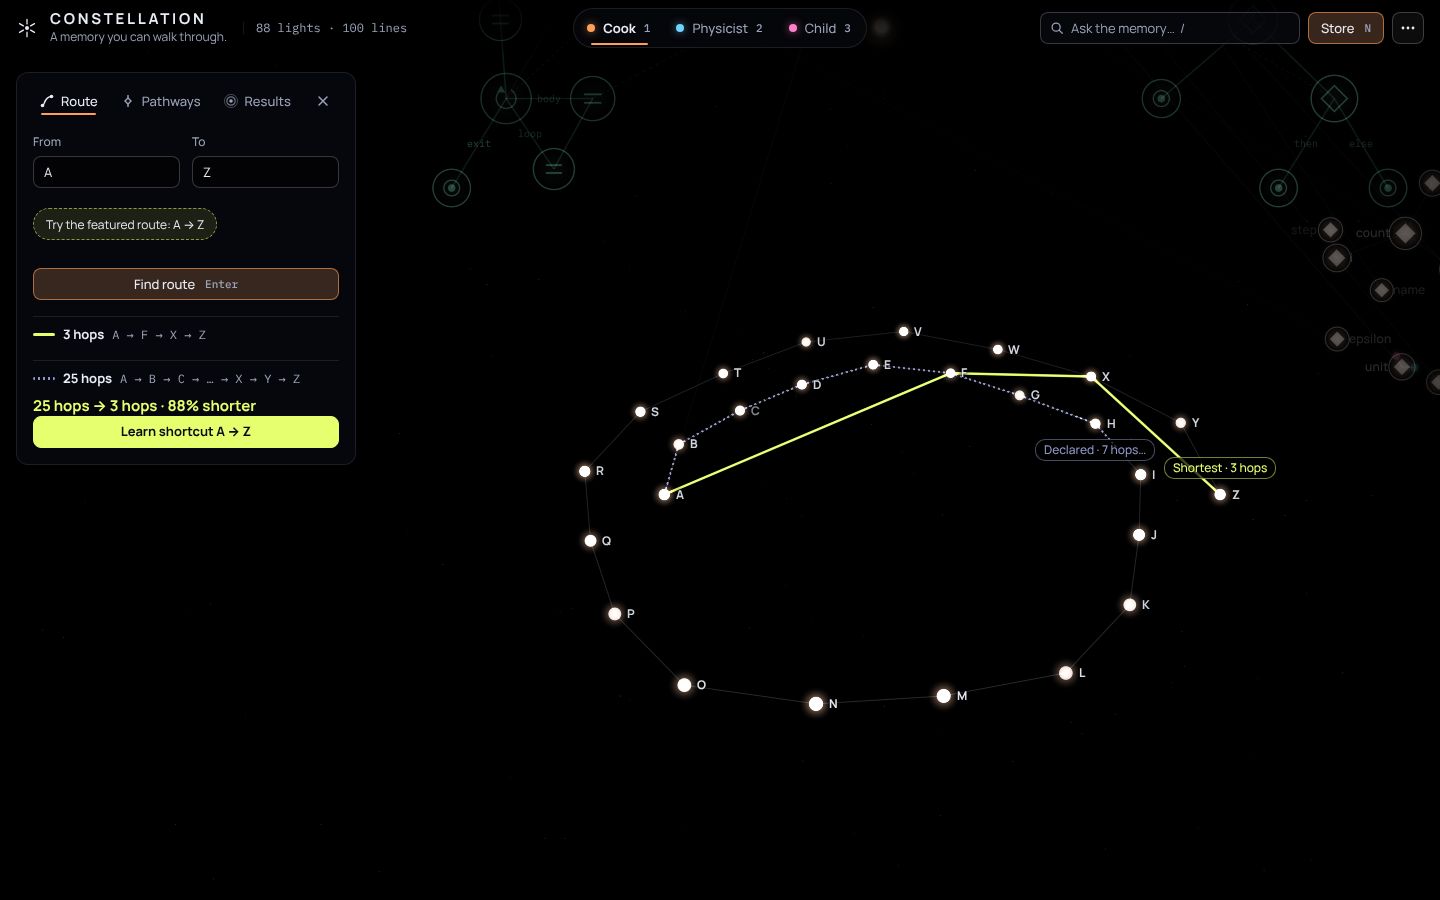 CONSTELLATION
A memory you can walk through.
88 lights · 100 lines
Cook 1
Physicist 2
Child 3
Ask the memory… /
Store N
Route
Pathways
Results
From
To
A
Z
Try the featured route: A → Z
Find route Enter
3 hops A → F → X → Z
25 hops A → B → C → … → X → Y → Z
25 hops → 3 hops · 88% shorter
Learn shortcut A → Z
body
loop
exit
then
else
step
count
name
epsilon
unit
V
U
W
E
T
F
X
D
G
S
C
Y
H
B
Declared · 7 hops…
Shortest · 3 hops
R
I
A
Z
J
Q
K
P
L
O
M
N